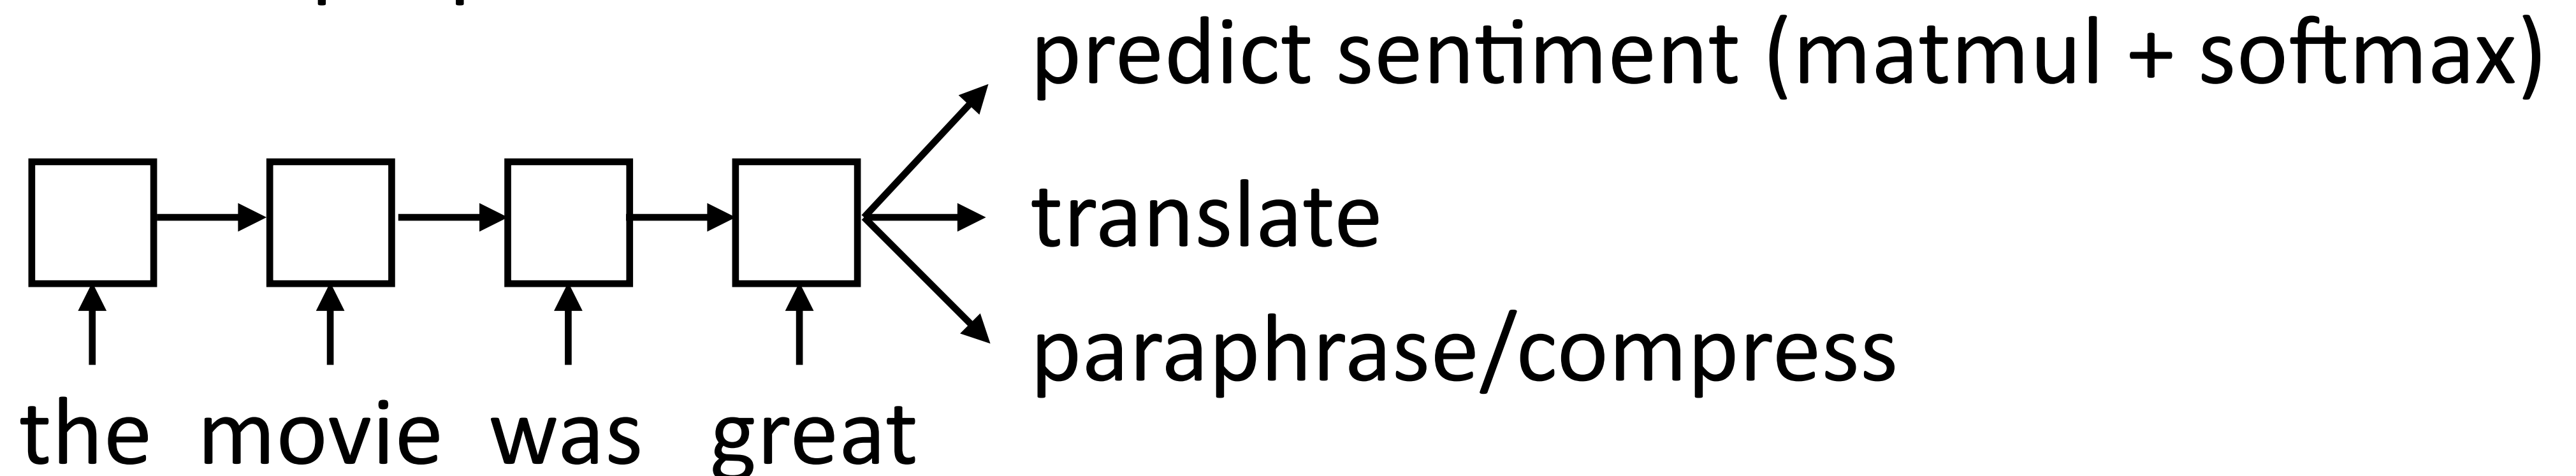 predict sentiment (matmul + softmax)
translate
paraphrase/compress
the movie was great